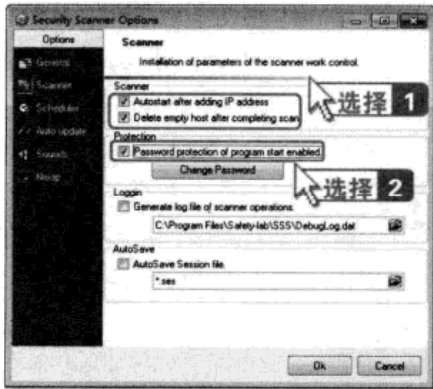 Security Scanner Options
Options
General
Scanner
Scheduler
Auto update
Sounds
Nmap
Scanner
Installation of parameters of the scanner work control.
Scanner
Autostart after adding IP address
Delete empty host after completing scan
选择 1
Protection
Password protection of program start enabled.
Change Password
选择 2
Loggin
Generate log file of scanner operations.
C:\Program Files\Safety-lab\SSS\DebugLog.dat
AutoSave
AutoSave Session file.
*.ses
Ok
Cancel